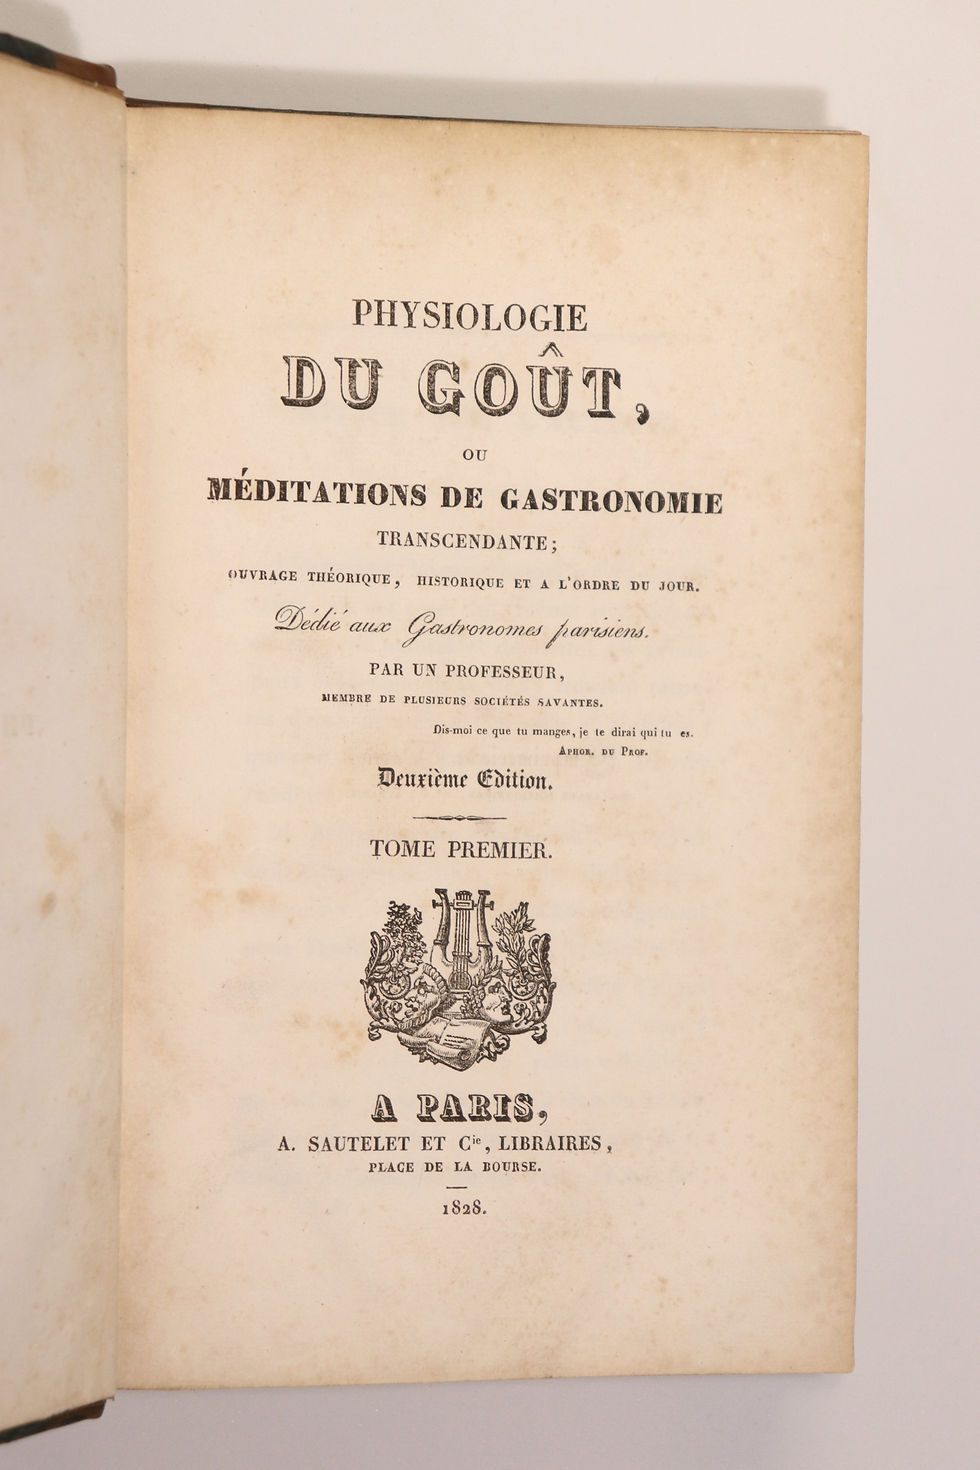 PHYSIOLOGIE
DU GOÛT,
OU
MÉDITATIONS DE GASTRONOMIE
TRANSCENDANTE;
OUVRAGE THÉORIQUE, HISTORIQUE ET A L'ORDRE DU JOUR.
Dédié aux Gastronomes parisiens.
PAR UN PROFESSEUR,
MEMBRE DE PLUSIEURS SOCIÉTÉS SAVANTES.
Dis-moi ce que tu manges, je te dirai qui tu es.
APHOR. DU PROF.
Deuxième Edition.
TOME PREMIER.
A PARIS,
A. SAUTELET ET Cie, LIBRAIRES,
PLACE DE LA BOURSE.
1828.